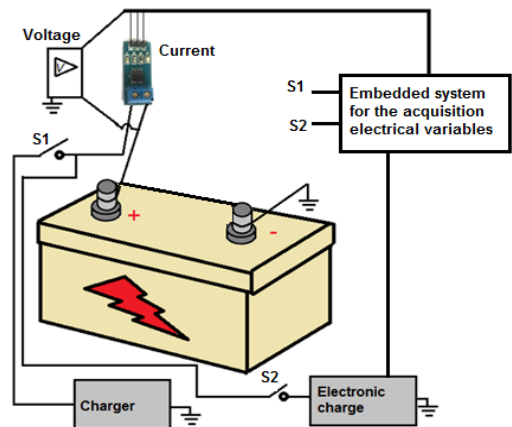 Voltage
V
Current
S1
S1
S2
Embedded system
for the acquisition
electrical variables
+
-
S2
Charger
Electronic
charge